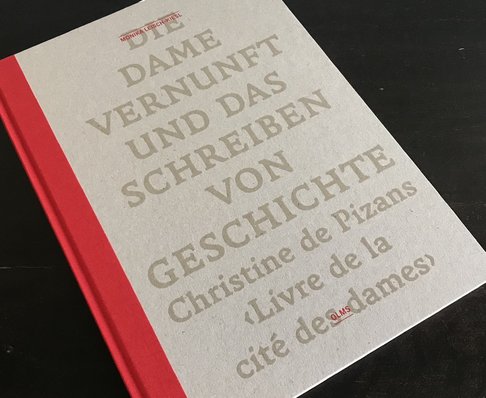 DIE
DAME
VERNUNFT
UND DAS
SCHREIBEN
VON
GESCHICHTE
Christine de Pizans
‹Livre de la
cité des dames›
OLMS